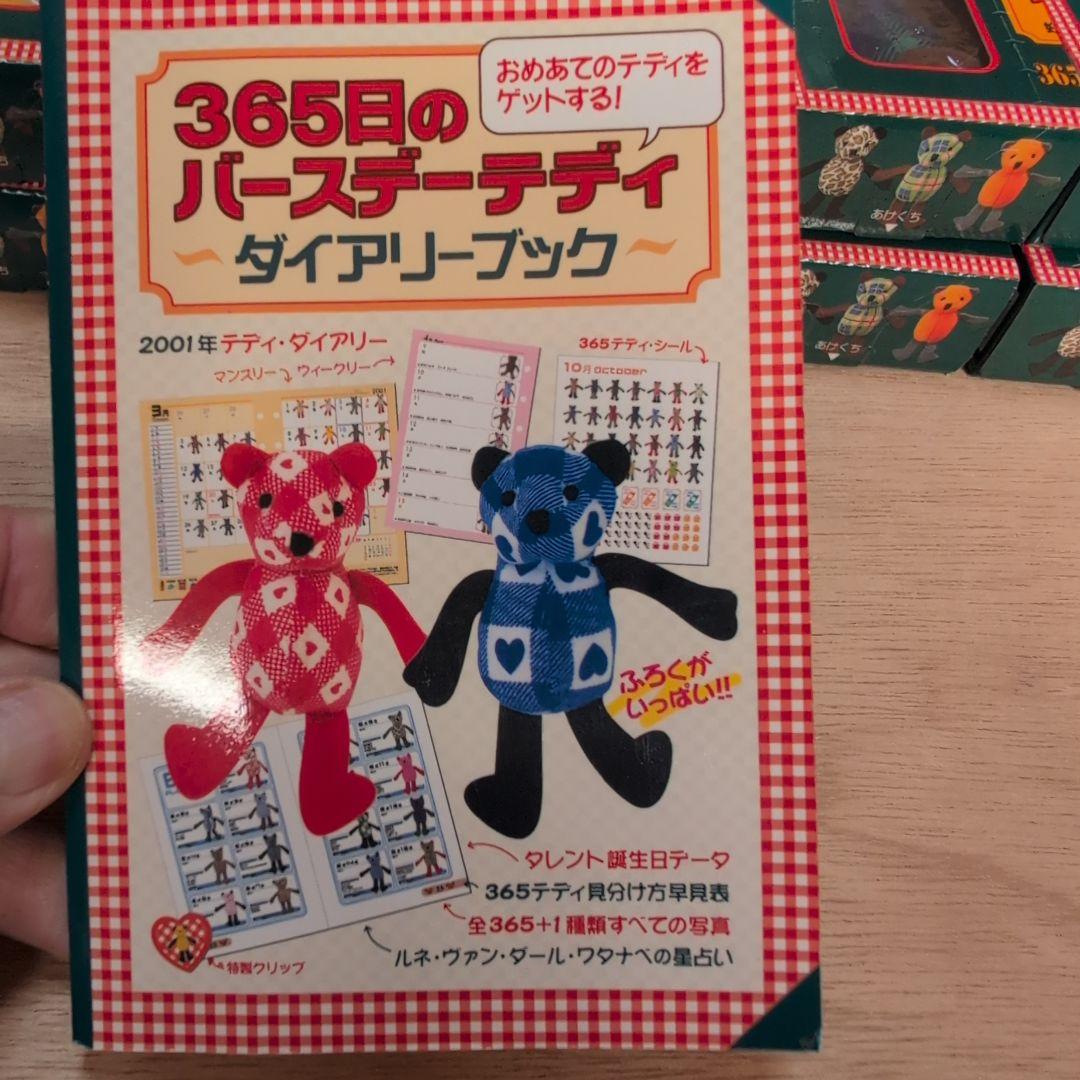 おめあてのテディを
ゲットする!
365日の
バースデーテディ
～ダイアリーブック～
2001年 テディ・ダイアリー
マンスリー ウィークリー
365テディ・シール
3月
10月 october
ふろくが
いっぱい!!
タレント誕生日データ
365テディ見分け方早見表
全365+1種類すべての写真
ルネ・ヴァン・ダール・ワタナベの星占い
特製クリップ
365
あけくち
あけくち